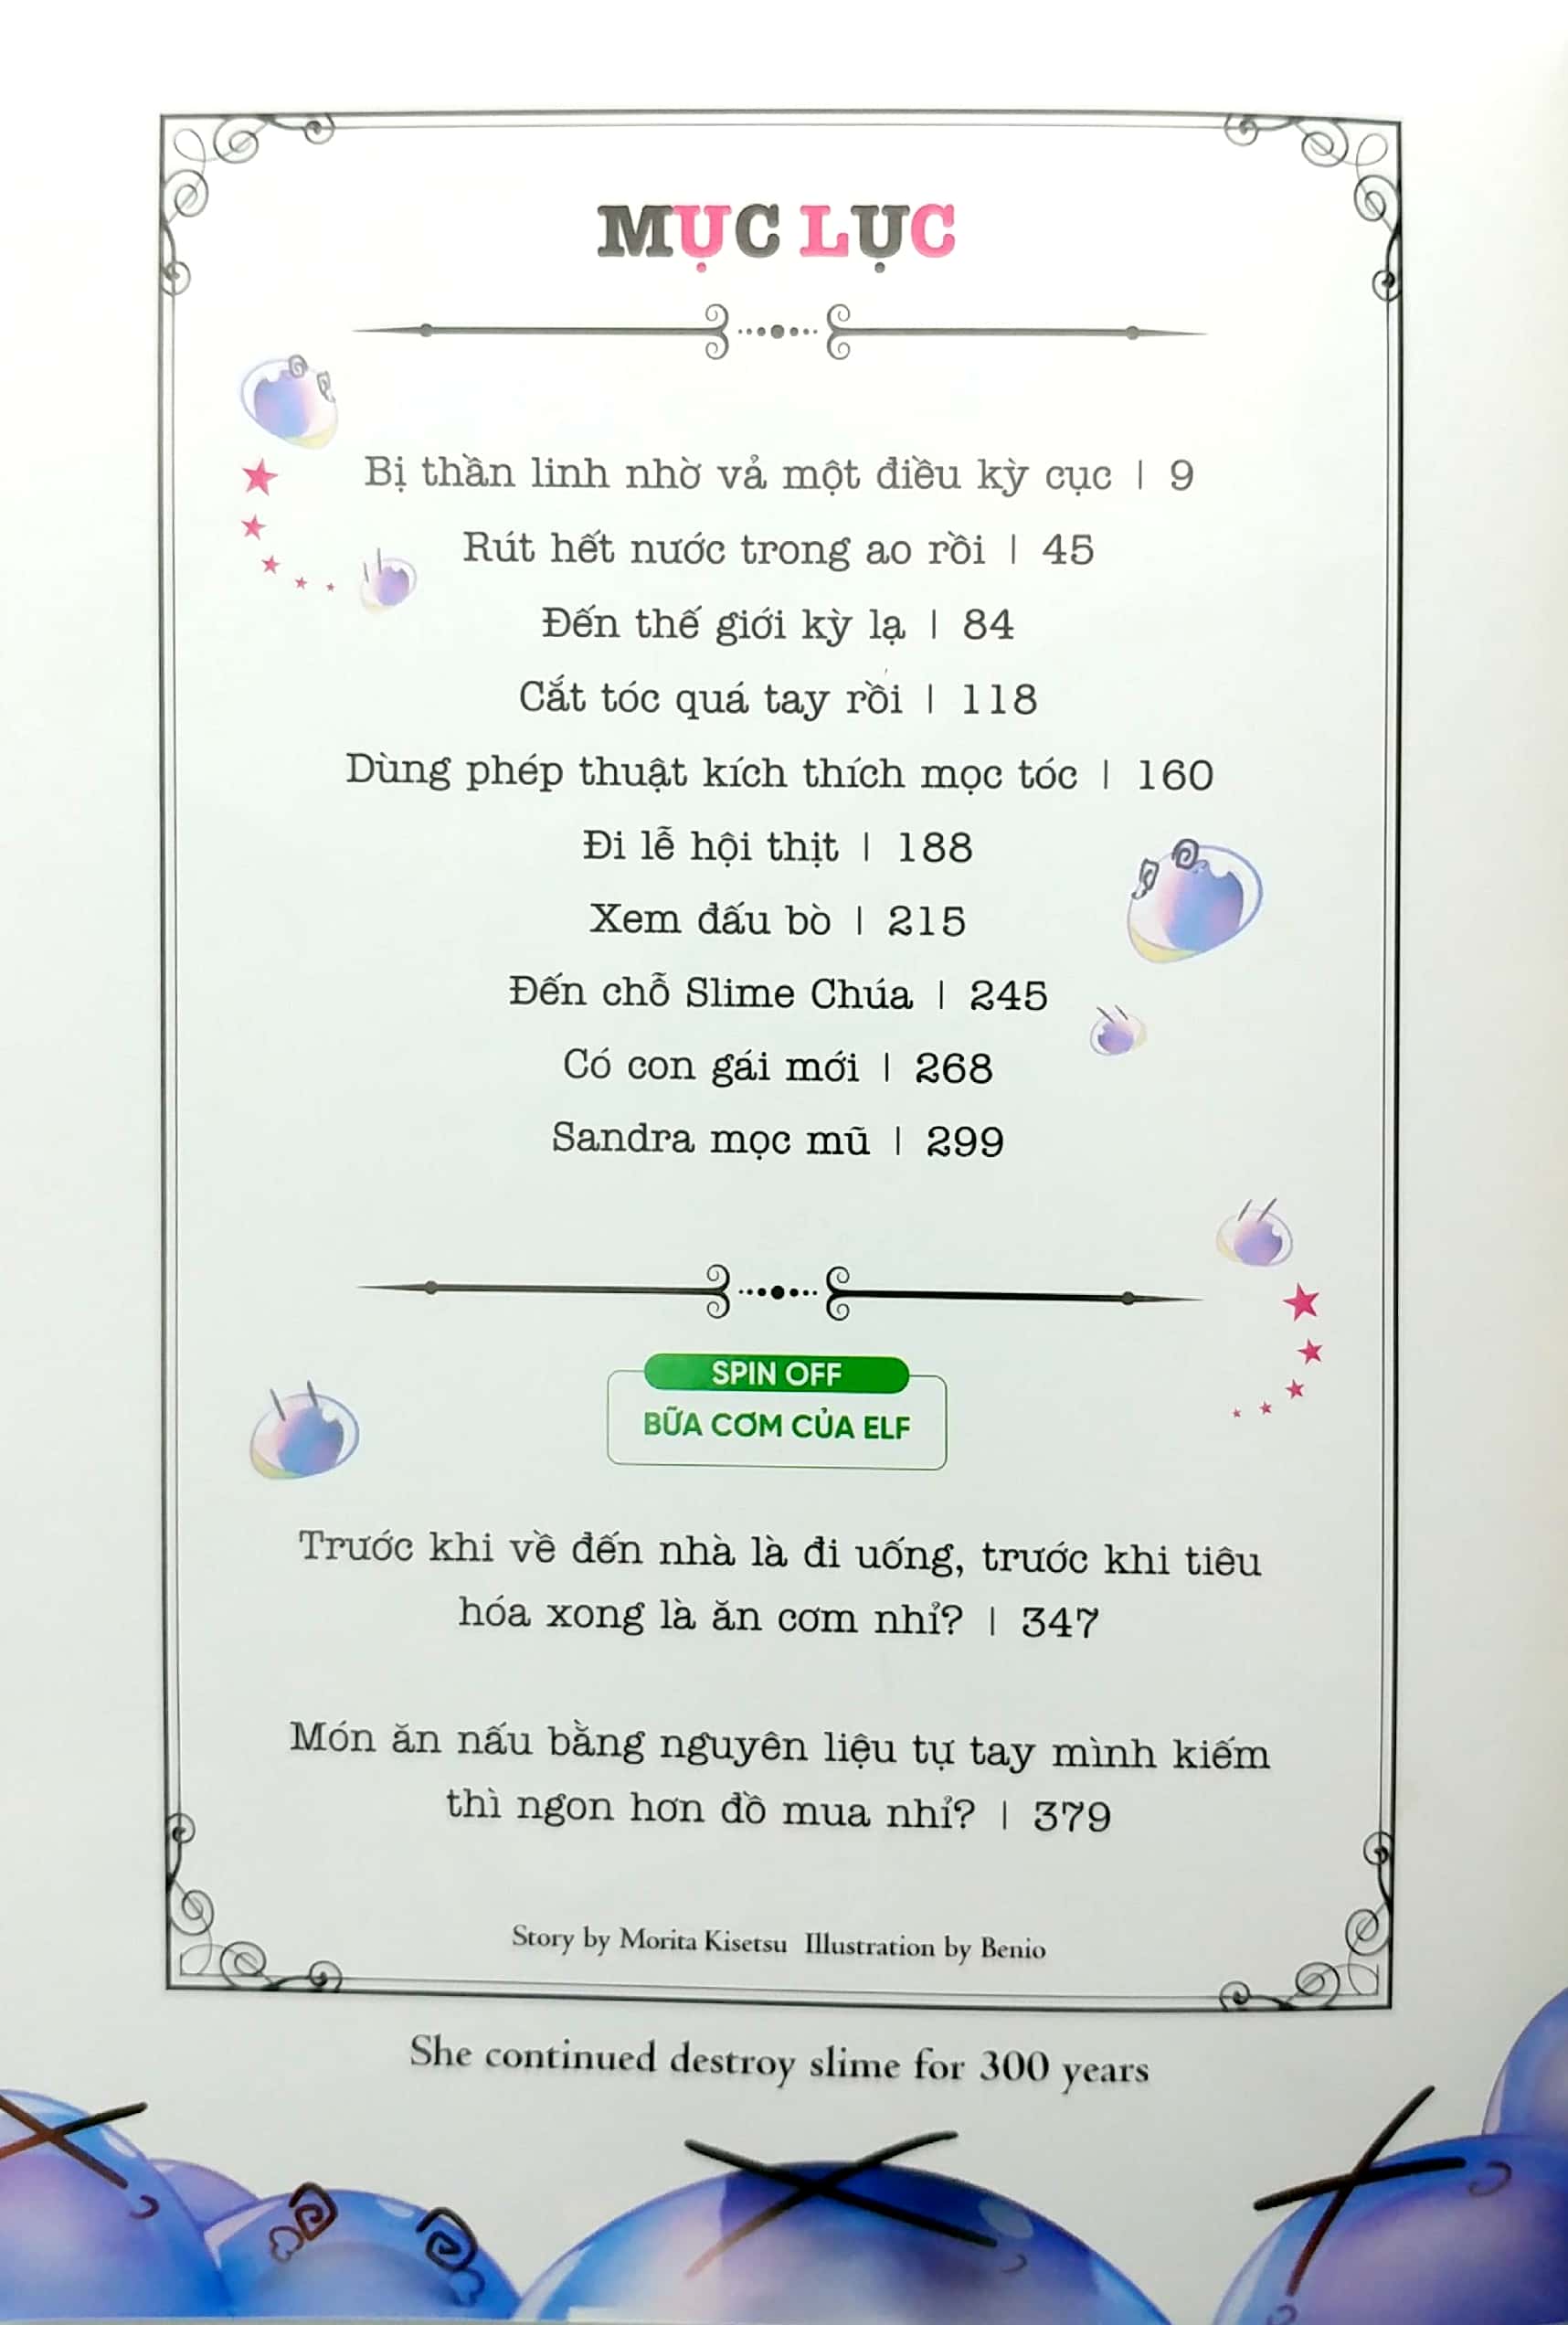 MỤC LỤC
Bị thần linh nhờ vả một điều kỳ cục | 9
Rút hết nước trong ao rồi | 45
Đến thế giới kỳ lạ | 84
Cắt tóc quá tay rồi | 118
Dùng phép thuật kích thích mọc tóc | 160
Đi lễ hội thịt | 188
Xem đấu bò | 215
Đến chỗ Slime Chúa | 245
Có con gái mới | 268
Sandra mọc mũ | 299
SPIN OFF
BỮA CƠM CỦA ELF
Trước khi về đến nhà là đi uống, trước khi tiêu
hóa xong là ăn cơm nhỉ? | 347
Món ăn nấu bằng nguyên liệu tự tay mình kiếm
thì ngon hơn đồ mua nhỉ? | 379
Story by Morita Kisetsu Illustration by Benio
She continued destroy slime for 300 years